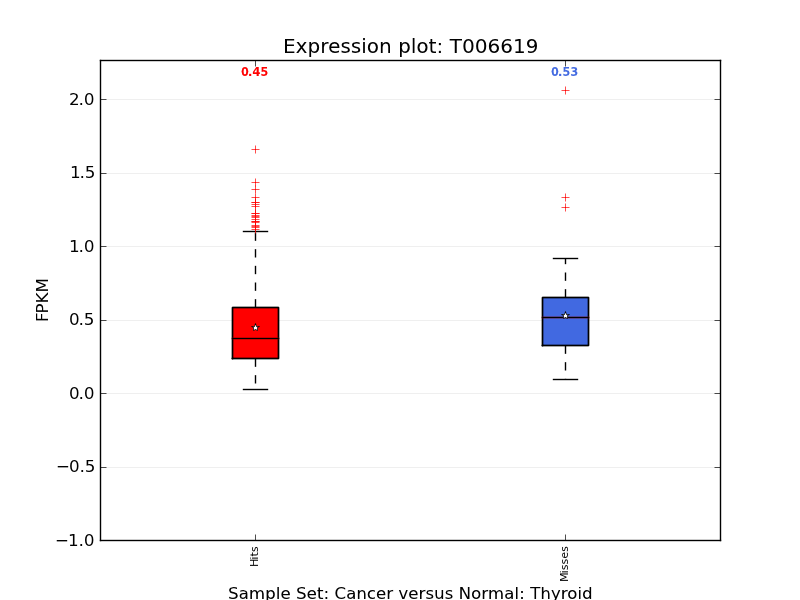 Expression plot: T006619
0.45
0.53
2.0
1.5
1.0
0.5
0.0
−0.5
−1.0
FPKM
Hits
Misses
Sample Set: Cancer versus Normal: Thyroid